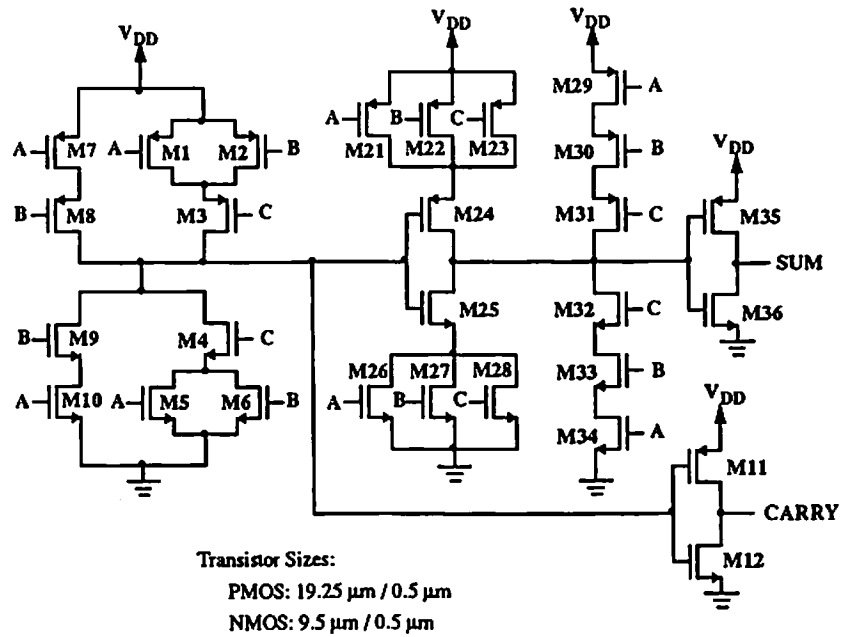 VDD
VDD
VDD
M29
A
A
B
C
A
M7
A
M1
M2
B
M21
M22
M23
M30
B
VDD
B
M8
M3
C
M24
M31
C
M35
SUM
M25
B
M9
M4
C
M32
C
M36
M26
M27
M28
M33
B
VDD
A
M10
A
M5
M6
B
A
B
C
M34
A
M11
CARRY
M12
Transistor Sizes:
PMOS: 19.25 µm / 0.5 µm
NMOS: 9.5 µm / 0.5 µm